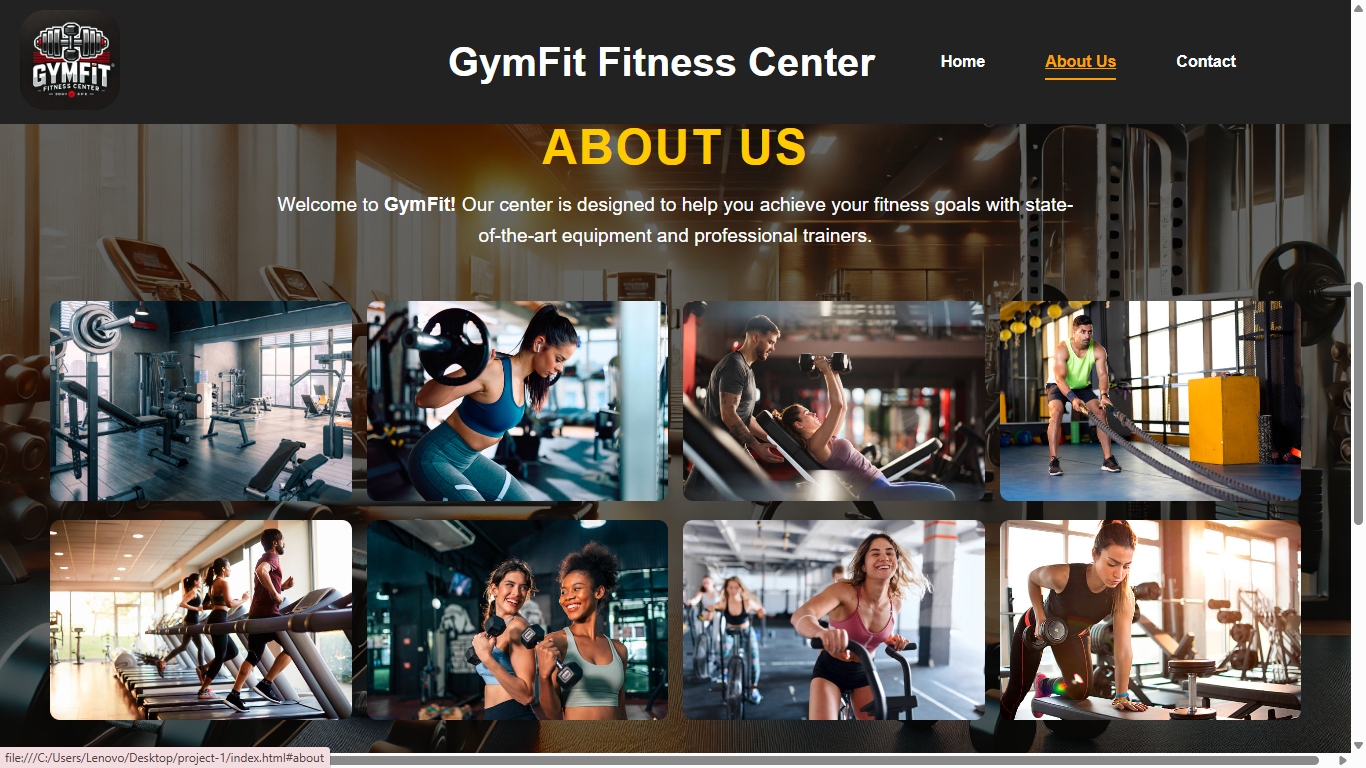 GYMFIT
FITNESS CENTER
GymFit Fitness Center
Home
About Us
Contact
ABOUT US
Welcome to GymFit! Our center is designed to help you achieve your fitness goals with state-
of-the-art equipment and professional trainers.
file:///C:/Users/Lenovo/Desktop/project-1/index.html#about